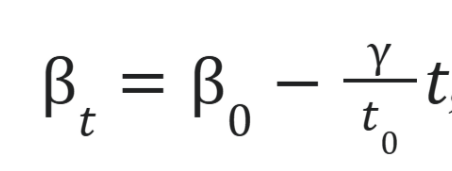 βₜ = β₀ − γ/t₀ t,